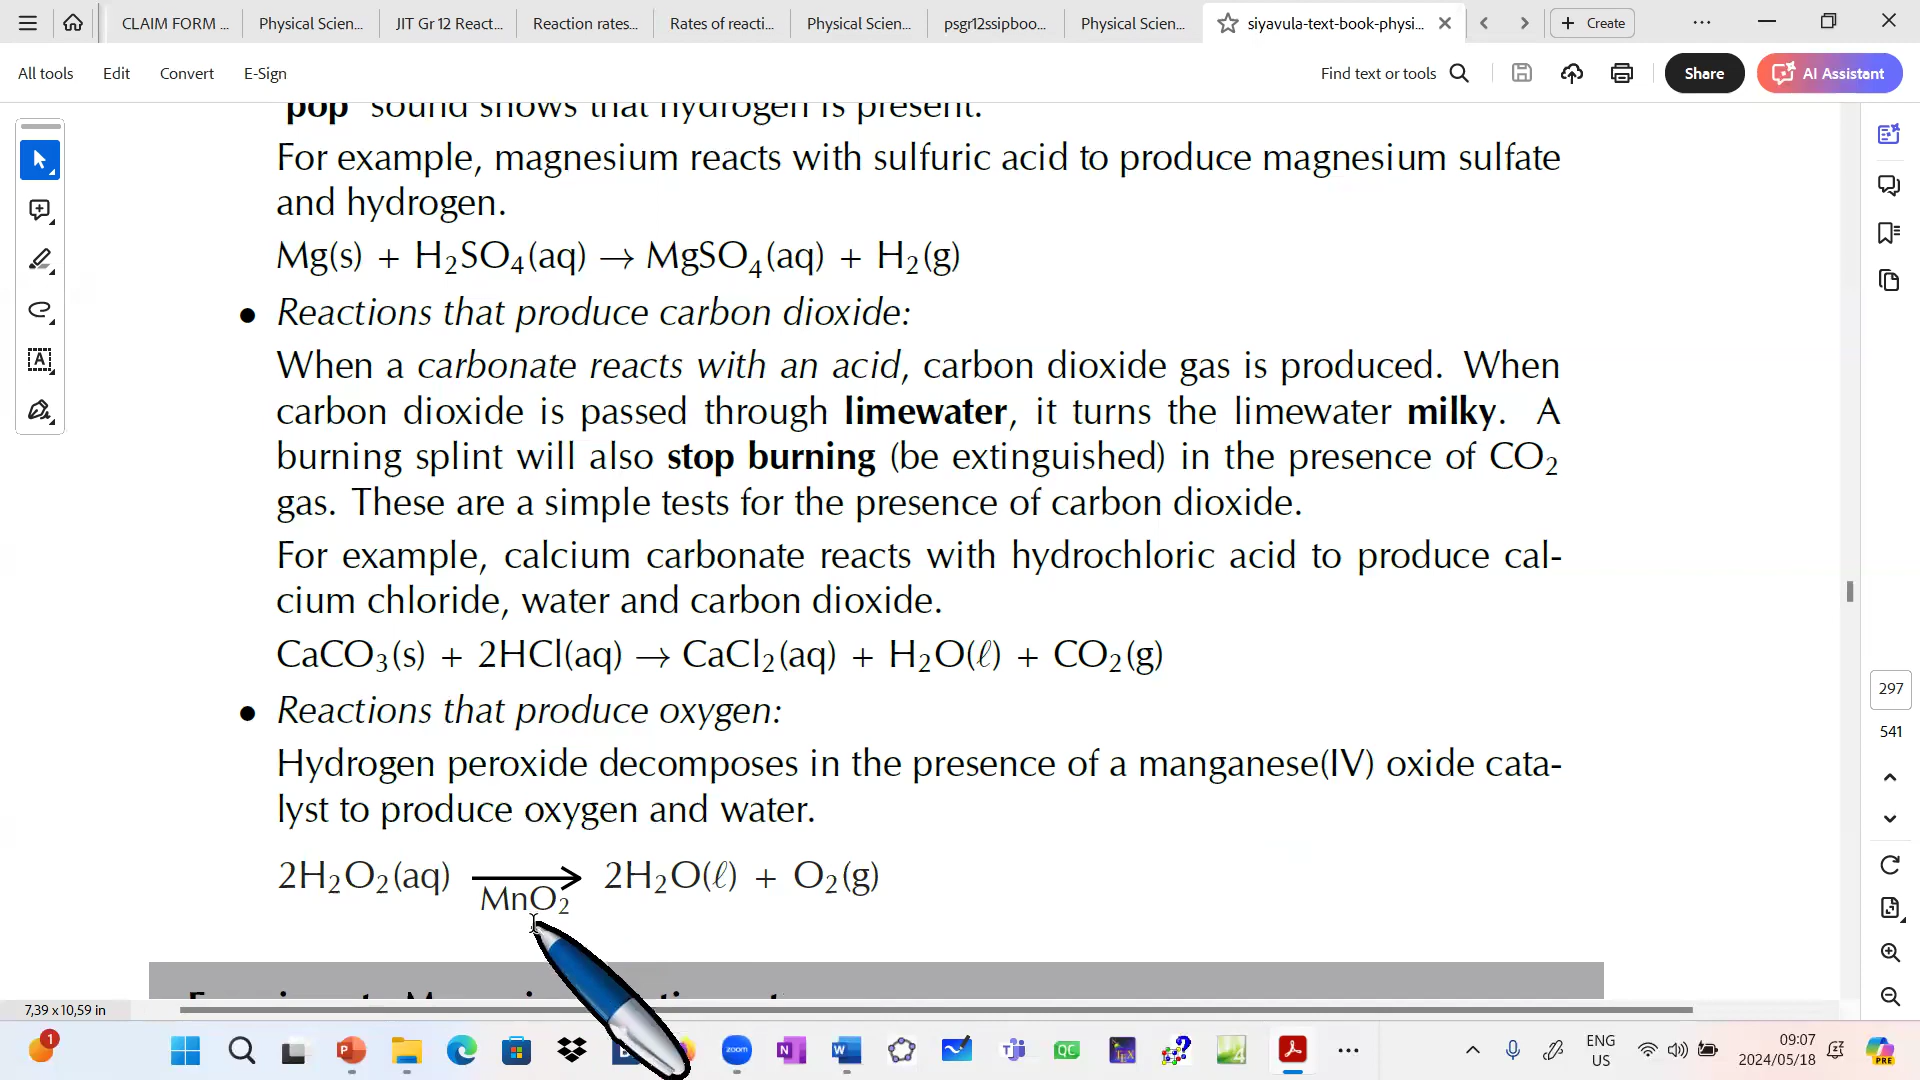 CLAIM FORM ...
Physical Scien...
JIT Gr 12 React...
Reaction rates...
Rates of reacti...
Physical Scien...
psgr12ssipboo...
Physical Scien...
siyavula-text-book-physi...
Create
All tools
Edit
Convert
E-Sign
Find text or tools
Share
AI Assistant
pop" sound shows that hydrogen is present.
For example, magnesium reacts with sulfuric acid to produce magnesium sulfate
and hydrogen.
Mg(s) + H₂SO₄(aq) → MgSO₄(aq) + H₂(g)
• Reactions that produce carbon dioxide:
When a carbonate reacts with an acid, carbon dioxide gas is produced. When
carbon dioxide is passed through limewater, it turns the limewater milky. A
burning splint will also stop burning (be extinguished) in the presence of CO₂
gas. These are a simple tests for the presence of carbon dioxide.
For example, calcium carbonate reacts with hydrochloric acid to produce cal-
cium chloride, water and carbon dioxide.
CaCO₃(s) + 2HCl(aq) → CaCl₂(aq) + H₂O(ℓ) + CO₂(g)
• Reactions that produce oxygen:
Hydrogen peroxide decomposes in the presence of a manganese(IV) oxide cata-
lyst to produce oxygen and water.
2H₂O₂(aq) → 2H₂O(ℓ) + O₂(g)
MnO₂
297
541
7,39 x 10,59 in
1
zoom
ENG
US
09:07
2024/05/18
PRE